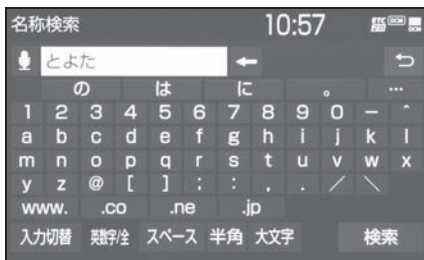 名称検索 10:57
とよた
の は に 。 …
1 2 3 4 5 6 7 8 9 0 - ^
a b c d e f g h i j k l
m n o p q r s t u v w x
y z @ [ ] ; : , . / \
www. .co .ne .jp
入力切替 英数字/全 スペース 半角 大文字 検索